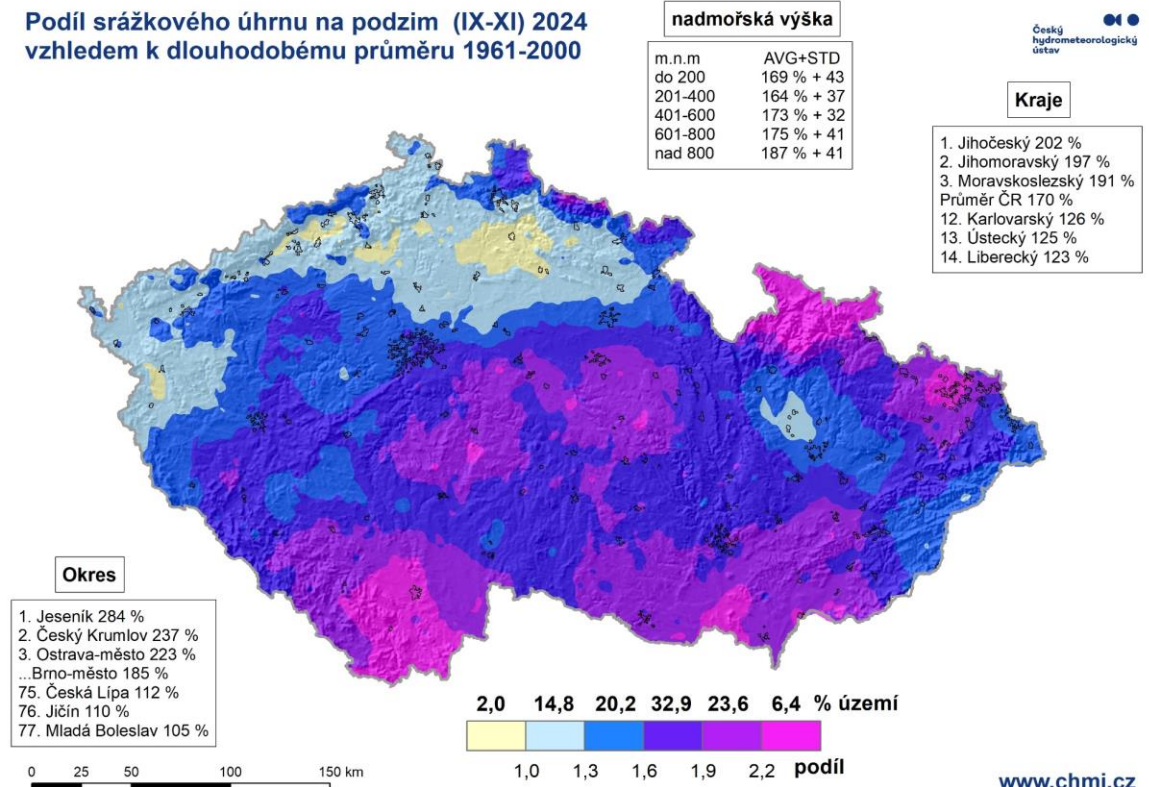 Podíl srážkového úhrnu na podzim (IX-XI) 2024
vzhledem k dlouhodobému průměru 1961-2000
nadmořská výška
m.n.m AVG+STD
do 200 169 % + 43
201-400 164 % + 37
401-600 173 % + 32
601-800 175 % + 41
nad 800 187 % + 41
Český
hydrometeorologický
ústav
Kraje
1. Jihočeský 202 %
2. Jihomoravský 197 %
3. Moravskoslezský 191 %
Průměr ČR 170 %
12. Karlovarský 126 %
13. Ústecký 125 %
14. Liberecký 123 %
Okres
1. Jeseník 284 %
2. Český Krumlov 237 %
3. Ostrava-město 223 %
...Brno-město 185 %
75. Česká Lípa 112 %
76. Jičín 110 %
77. Mladá Boleslav 105 %
2,0 14,8 20,2 32,9 23,6 6,4 % území
1,0 1,3 1,6 1,9 2,2 podíl
0 25 50 100 150 km
www.chmi.cz